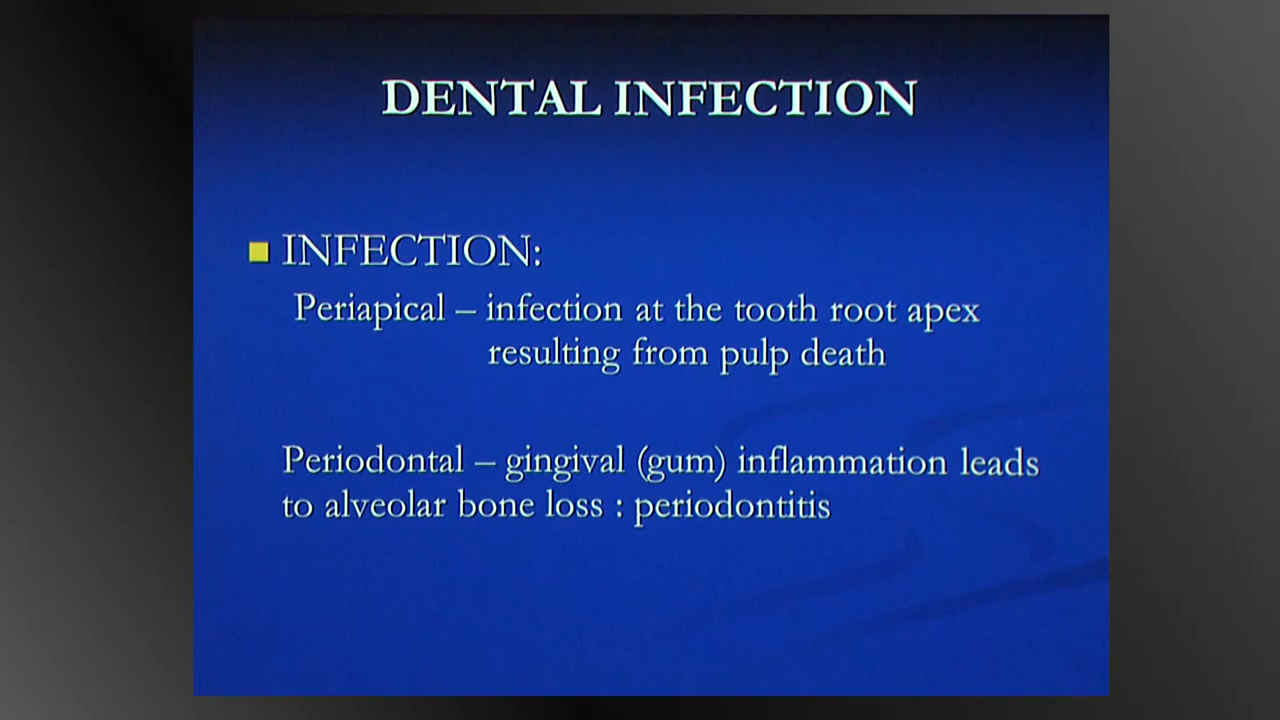 DENTAL INFECTION
INFECTION:
Periapical – infection at the tooth root apex
resulting from pulp death
Periodontal – gingival (gum) inflammation leads
to alveolar bone loss : periodontitis